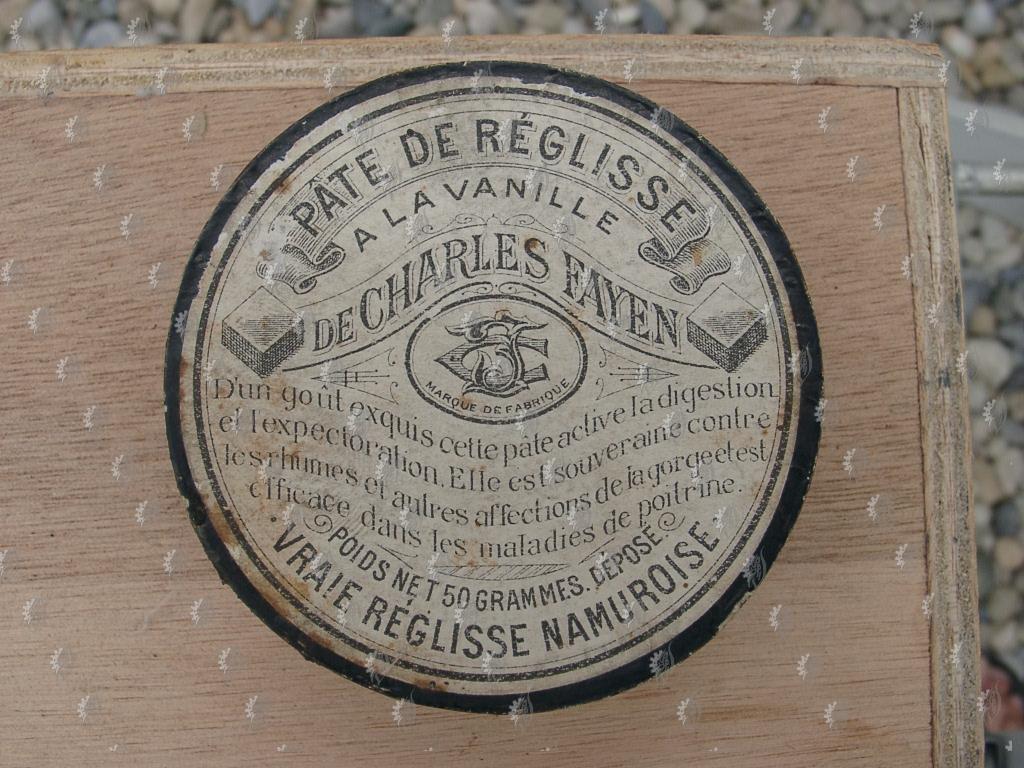 PÂTE DE RÉGLISSE
A LA VANILLE
DE CHARLES FAYEN
MARQUE DE FABRIQUE
D'un goût exquis cette pâte active la digestion
et l'expectoration. Elle est souveraine contre
les rhumes et autres affections de la gorge et est
efficace dans les maladies de poitrine.
POIDS NET 50 GRAMMES. DÉPOSÉ
VRAIE RÉGLISSE NAMUROISE